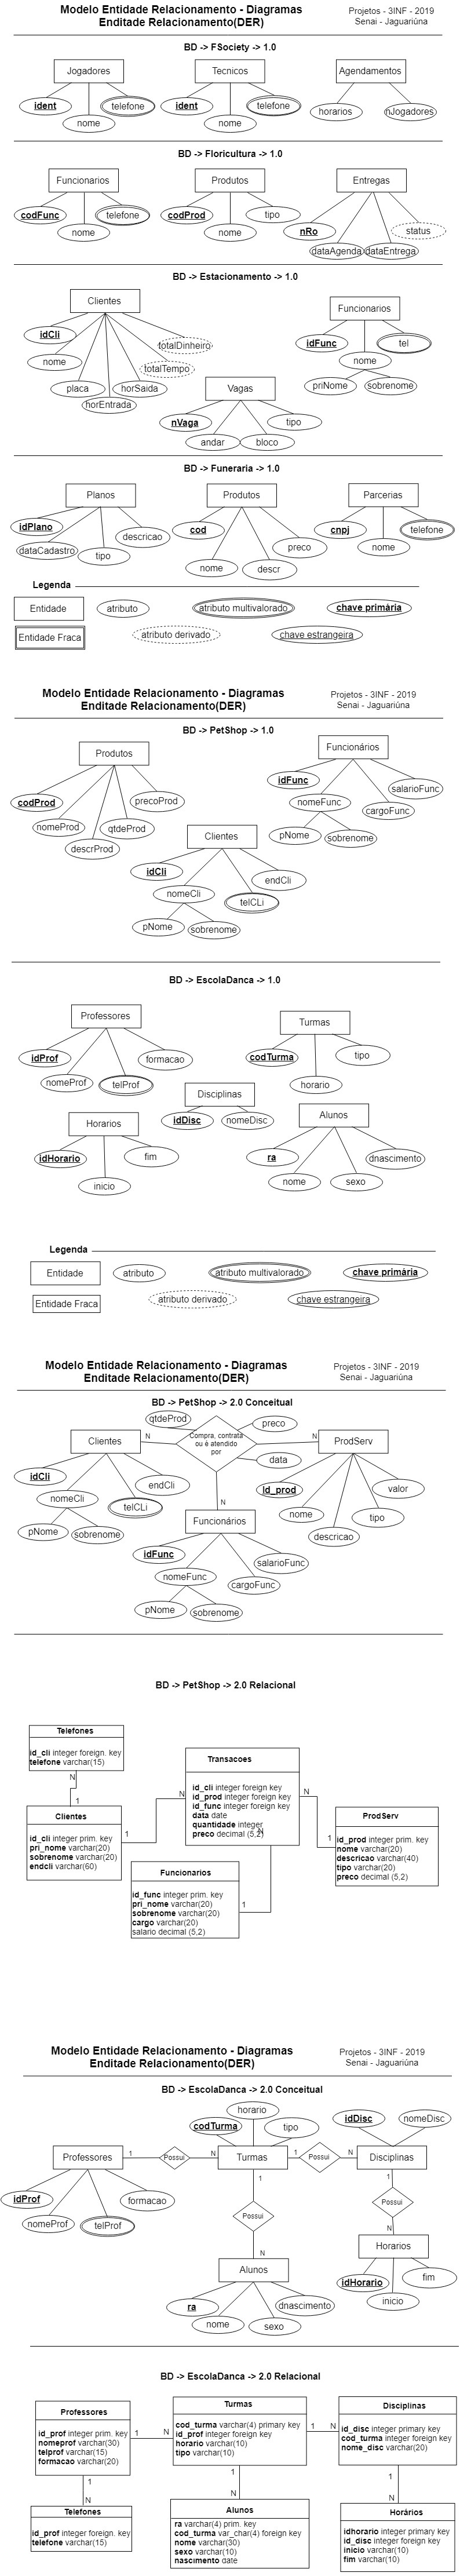 Modelo Entidade Relacionamento - Diagramas
Enditade Relacionamento(DER)
Projetos - 3INF - 2019
Senai - Jaguariúna
BD -> FSociety -> 1.0
Jogadores
ident
nome
telefone
Tecnicos
ident
nome
telefone
Agendamentos
horarios
nJogadores
BD -> Floricultura -> 1.0
Funcionarios
codFunc
nome
telefone
Produtos
codProd
nome
tipo
Entregas
nRo
dataAgenda
dataEntrega
status
BD -> Estacionamento -> 1.0
Clientes
idCli
nome
placa
horEntrada
horSaida
totalTempo
totalDinheiro
Funcionarios
idFunc
nome
tel
priNome
sobrenome
Vagas
nVaga
andar
bloco
tipo
BD -> Funeraria -> 1.0
Planos
idPlano
dataCadastro
tipo
descricao
Produtos
cod
nome
descr
preco
Parcerias
cnpj
nome
telefone
Legenda
Entidade
atributo
atributo multivalorado
chave primária
Entidade Fraca
atributo derivado
chave estrangeira
Modelo Entidade Relacionamento - Diagramas
Enditade Relacionamento(DER)
Projetos - 3INF - 2019
Senai - Jaguariúna
BD -> PetShop -> 1.0
Produtos
codProd
nomeProd
descrProd
qtdeProd
precoProd
Funcionários
idFunc
nomeFunc
pNome
sobrenome
cargoFunc
salarioFunc
Clientes
idCli
nomeCli
pNome
sobrenome
telCLi
endCli
BD -> EscolaDanca -> 1.0
Professores
idProf
nomeProf
telProf
formacao
Turmas
codTurma
horario
tipo
Disciplinas
idDisc
nomeDisc
Horarios
idHorario
inicio
fim
Alunos
ra
nome
sexo
dnascimento
Legenda
Entidade
atributo
atributo multivalorado
chave primária
Entidade Fraca
atributo derivado
chave estrangeira
Modelo Entidade Relacionamento - Diagramas
Enditade Relacionamento(DER)
Projetos - 3INF - 2019
Senai - Jaguariúna
BD -> PetShop -> 2.0 Conceitual
Clientes
idCli
nomeCli
pNome
sobrenome
telCLi
endCli
N
qtdeProd
Compra, contrata
ou é atendido
por
preco
data
N
N
ProdServ
Id_prod
nome
descricao
tipo
valor
Funcionários
idFunc
nomeFunc
pNome
sobrenome
cargoFunc
salarioFunc
BD -> PetShop -> 2.0 Relacional
Telefones
id_cli integer foreign. key
telefone varchar(15)
N
1
Clientes
id_cli integer prim. key
pri_nome varchar(20)
sobrenome varchar(20)
endcli varchar(60)
1
N
Transacoes
id_cli integer foreign key
id_prod integer foreign key
id_func integer foreign key
data date
quantidade integer
preco decimal (5,2)
N
N
1
ProdServ
id_prod integer prim. key
nome varchar(20)
descricao varchar(40)
tipo varchar(20)
preco decimal (5,2)
Funcionarios
id_func integer prim. key
pri_nome varchar(20)
sobrenome varchar(20)
cargo varchar(20)
salario decimal (5,2)
1
Modelo Entidade Relacionamento - Diagramas
Enditade Relacionamento(DER)
Projetos - 3INF - 2019
Senai - Jaguariúna
BD -> EscolaDanca -> 2.0 Conceitual
Professores
idProf
nomeProf
telProf
formacao
1
Possui
N
horario
codTurma
tipo
Turmas
1
Possui
N
idDisc
nomeDisc
Disciplinas
1
Possui
N
1
Possui
N
Alunos
ra
nome
sexo
dnascimento
Horarios
idHorario
inicio
fim
BD -> EscolaDanca -> 2.0 Relacional
Professores
id_prof integer prim. key
nomeprof varchar(30)
telprof varchar(15)
formacao varchar(20)
1
N
Turmas
cod_turma varchar(4) primary key
id_prof integer foreign key
horario varchar(10)
tipo varchar(10)
1
N
Disciplinas
id_disc integer primary key
cod_turma integer foreign key
nome_disc varchar(20)
1
N
1
N
1
N
Telefones
id_prof integer foreign. key
telefone varchar(15)
Alunos
ra varchar(4) prim. key
cod_turma var_char(4) foreign key
nome varchar(30)
sexo varchar(10)
nascimento date
Horários
idhorario integer primary key
id_disc integer foreign key
inicio varchar(10)
fim varchar(10)